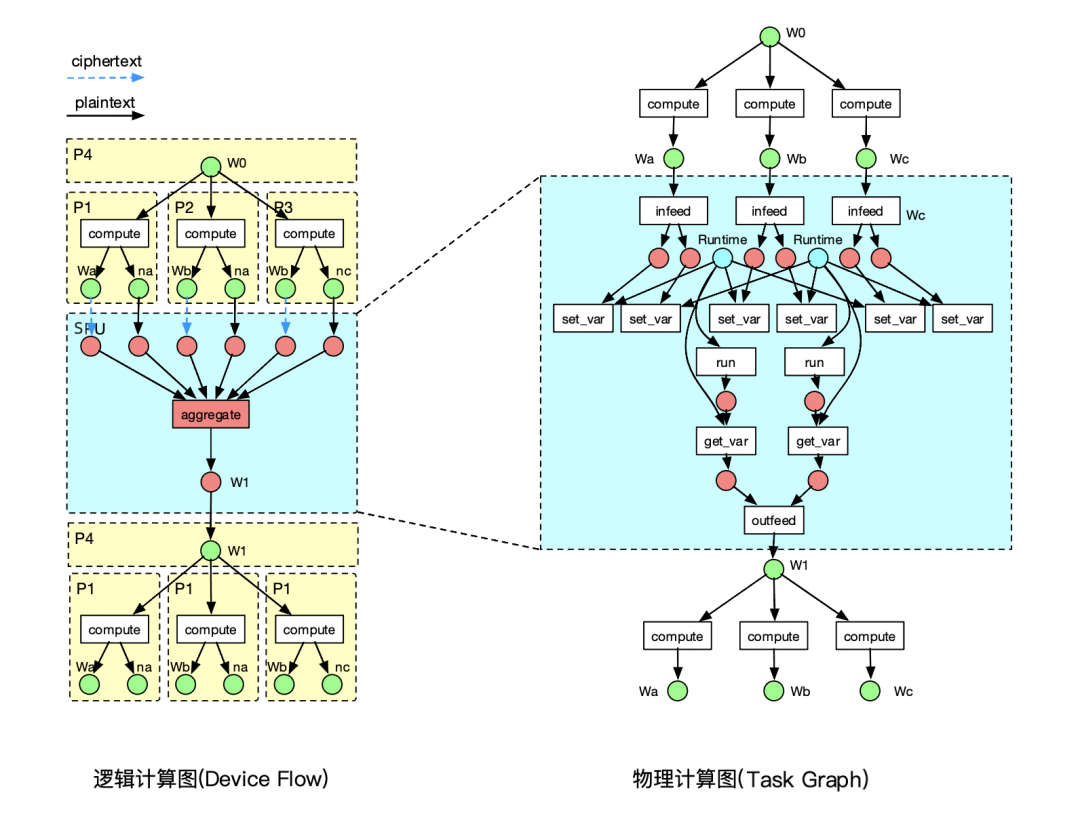 ciphertext
plaintext
P4
W0
P1
P2
P3
compute
compute
compute
Wa
na
Wb
na
Wb
nc
SPU
aggregate
W1
P4
W1
P1
P1
P1
compute
compute
compute
Wa
na
Wb
na
Wb
nc
逻辑计算图(Device Flow)
W0
compute
compute
compute
Wa
Wb
Wc
infeed
infeed
infeed
Wc
Runtime
Runtime
set_var
set_var
set_var
set_var
set_var
set_var
run
run
get_var
get_var
outfeed
W1
compute
compute
compute
Wa
Wb
Wc
物理计算图(Task Graph)